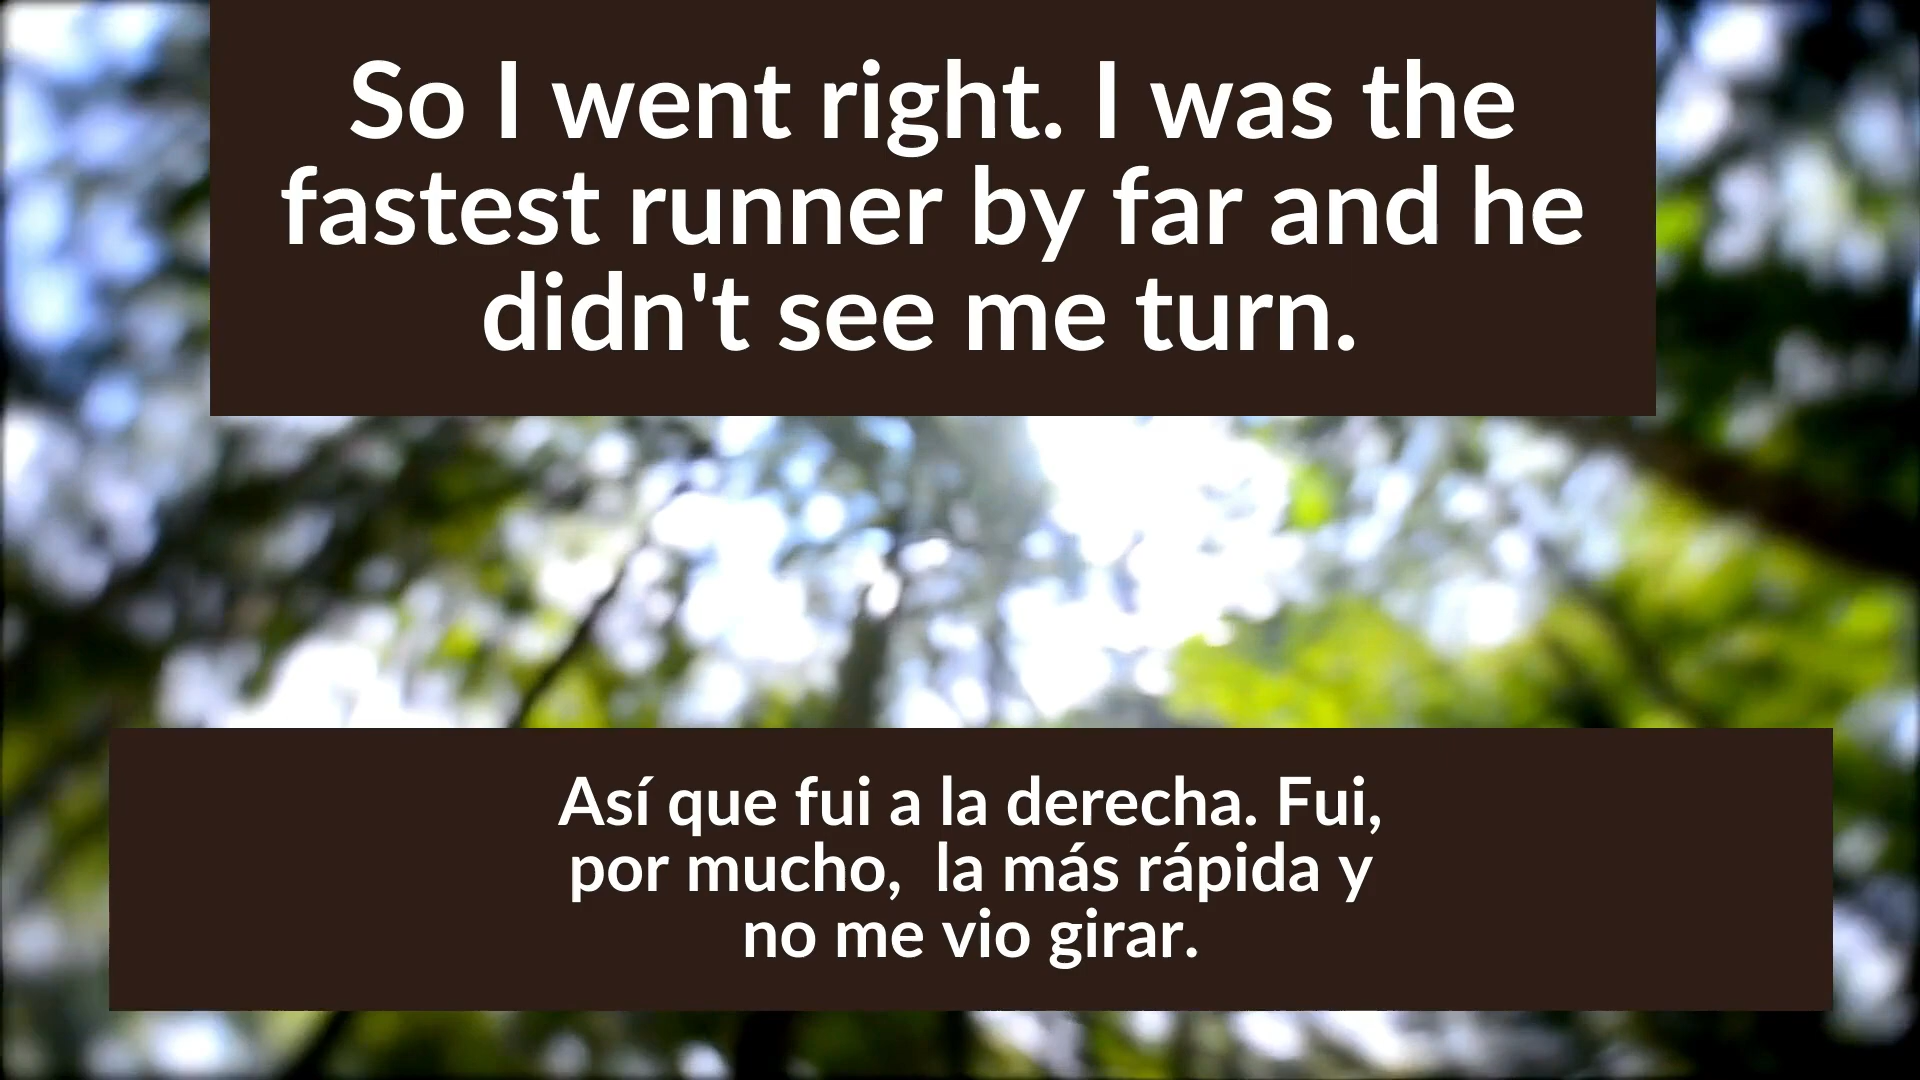 So I went right. I was the
fastest runner by far and he
didn't see me turn.
Así que fui a la derecha. Fui,
por mucho,  la más rápida y
no me vio girar.